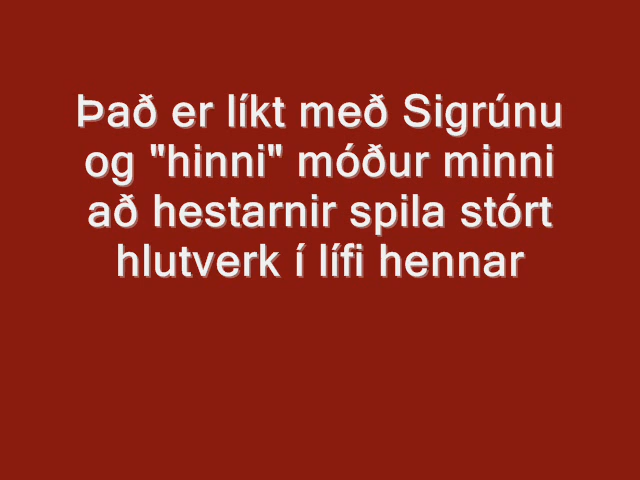 Það er líkt með Sigrúnu
og "hinni" móður minni
að hestarnir spila stórt
hlutverk í lífi hennar